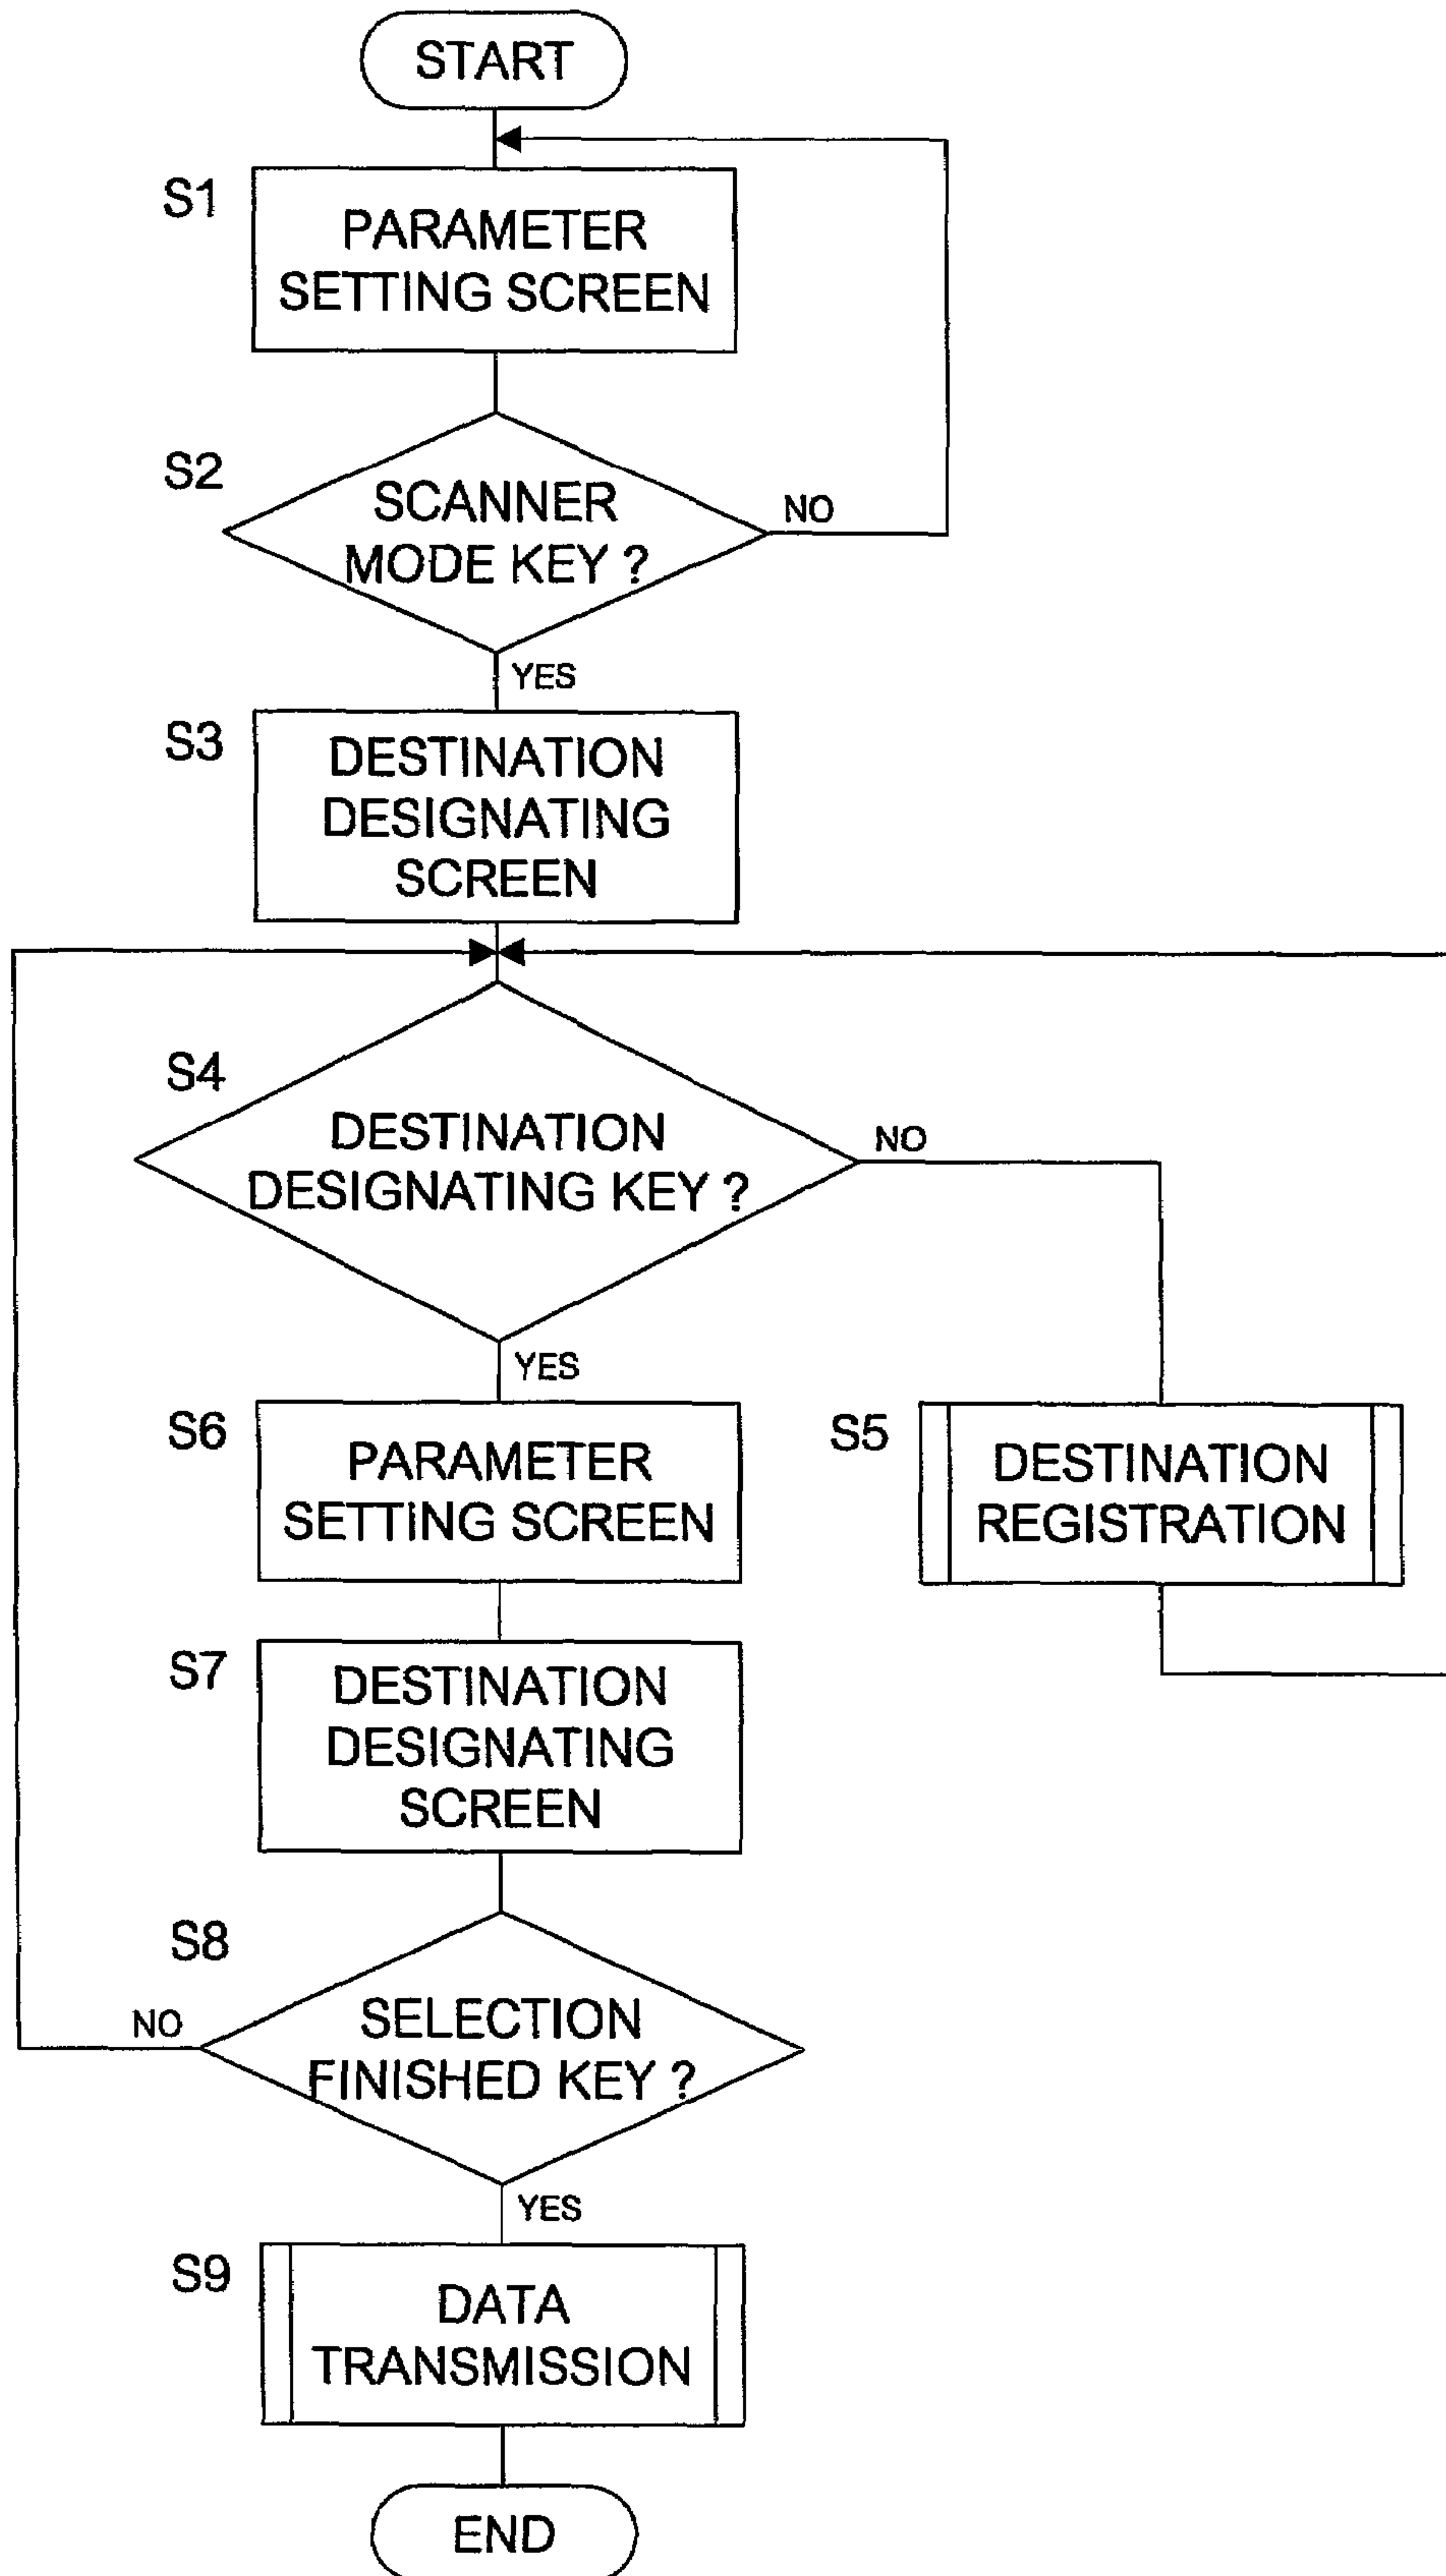 START
S1
PARAMETER
SETTING SCREEN
S2
SCANNER
MODE KEY ?
NO
YES
S3
DESTINATION
DESIGNATING
SCREEN
S4
DESTINATION
DESIGNATING KEY ?
NO
YES
S6
PARAMETER
SETTING SCREEN
S5
DESTINATION
REGISTRATION
S7
DESTINATION
DESIGNATING
SCREEN
S8
SELECTION
FINISHED KEY ?
NO
YES
S9
DATA
TRANSMISSION
END